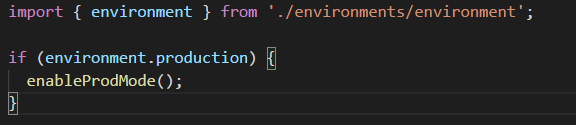 import { environment } from './environments/environment';
if (environment.production) {
  enableProdMode();
}